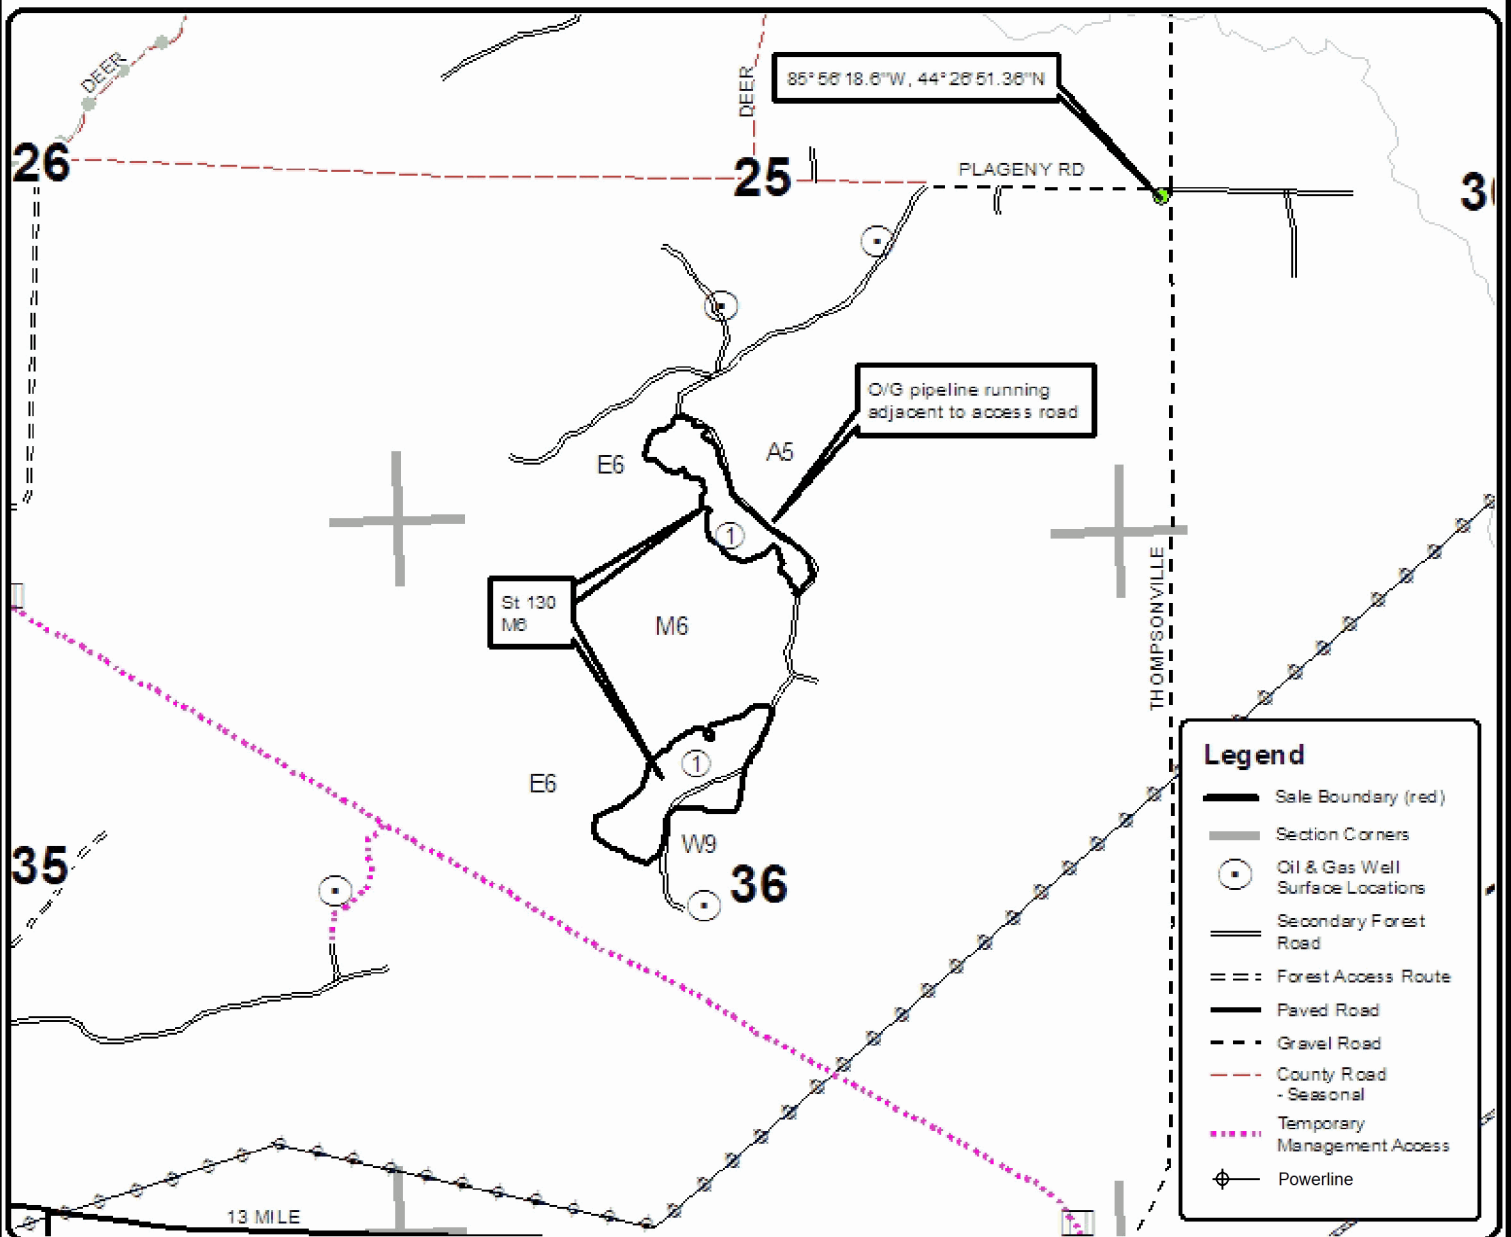 DEER
DEER
85° 56' 18.6"W, 44° 26' 51.36"N
26
25
PLAGENY RD
O/G pipeline running
adjacent to access road
E6
A5
1
St 130
M6
M6
THOMPSONVILLE
1
E6
W9
35
36
13 MILE
Legend
Sale Boundary (red)
Section Corners
Oil & Gas Well
Surface Locations
Secondary Forest
Road
Forest Access Route
Paved Road
Gravel Road
County Road
- Seasonal
Temporary
Management Access
Powerline